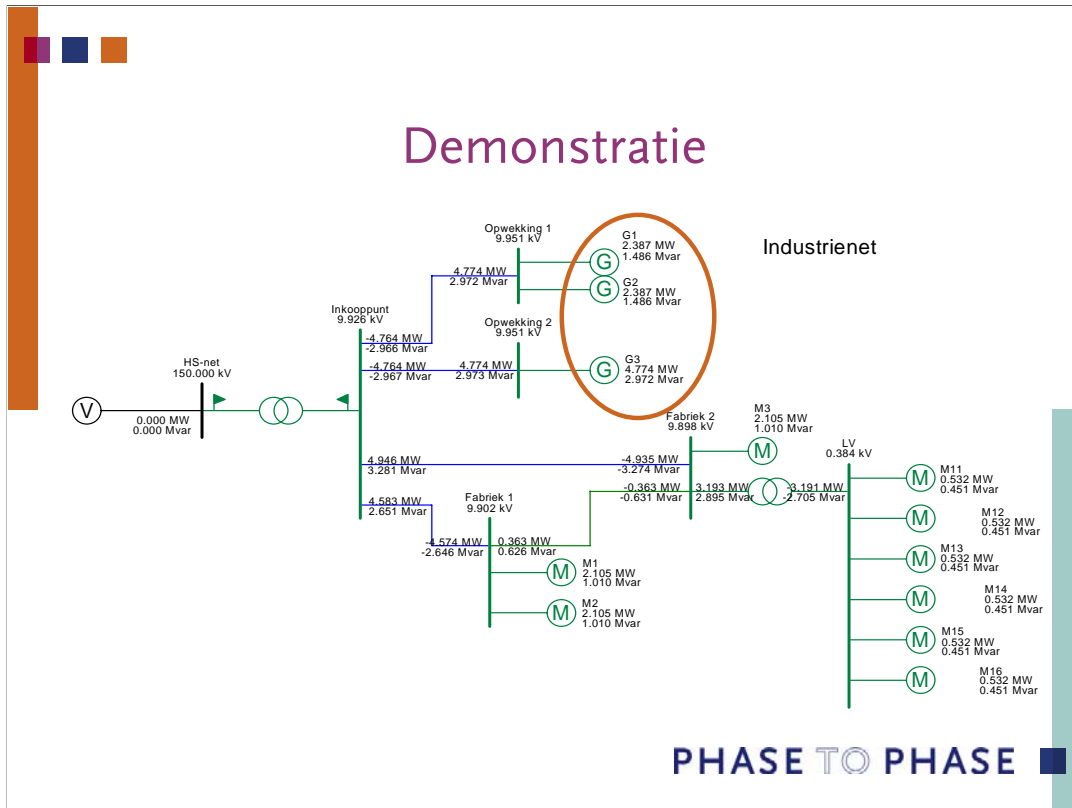 Demonstratie
Industrienet
Opwekking 1
9.951 kV
G
G1
2.387 MW
1.486 Mvar
G
G2
2.387 MW
1.486 Mvar
4.774 MW
2.972 Mvar
Inkooppunt
9.926 kV
Opwekking 2
9.951 kV
-4.764 MW
-2.966 Mvar
-4.764 MW
-2.967 Mvar
4.774 MW
2.973 Mvar
G
G3
4.774 MW
2.972 Mvar
HS-net
150.000 kV
V
0.000 MW
0.000 Mvar
Fabriek 2
9.898 kV
M3
2.105 MW
1.010 Mvar
M
LV
0.384 kV
4.946 MW
3.281 Mvar
-4.935 MW
-3.274 Mvar
-0.363 MW
-0.631 Mvar
3.193 MW
2.895 Mvar
-3.191 MW
-2.705 Mvar
4.583 MW
2.651 Mvar
Fabriek 1
9.902 kV
-4.574 MW
-2.646 Mvar
0.363 MW
0.626 Mvar
M
M1
2.105 MW
1.010 Mvar
M
M2
2.105 MW
1.010 Mvar
M
M11
0.532 MW
0.451 Mvar
M
M12
0.532 MW
0.451 Mvar
M
M13
0.532 MW
0.451 Mvar
M
M14
0.532 MW
0.451 Mvar
M
M15
0.532 MW
0.451 Mvar
M
M16
0.532 MW
0.451 Mvar
PHASE TO PHASE